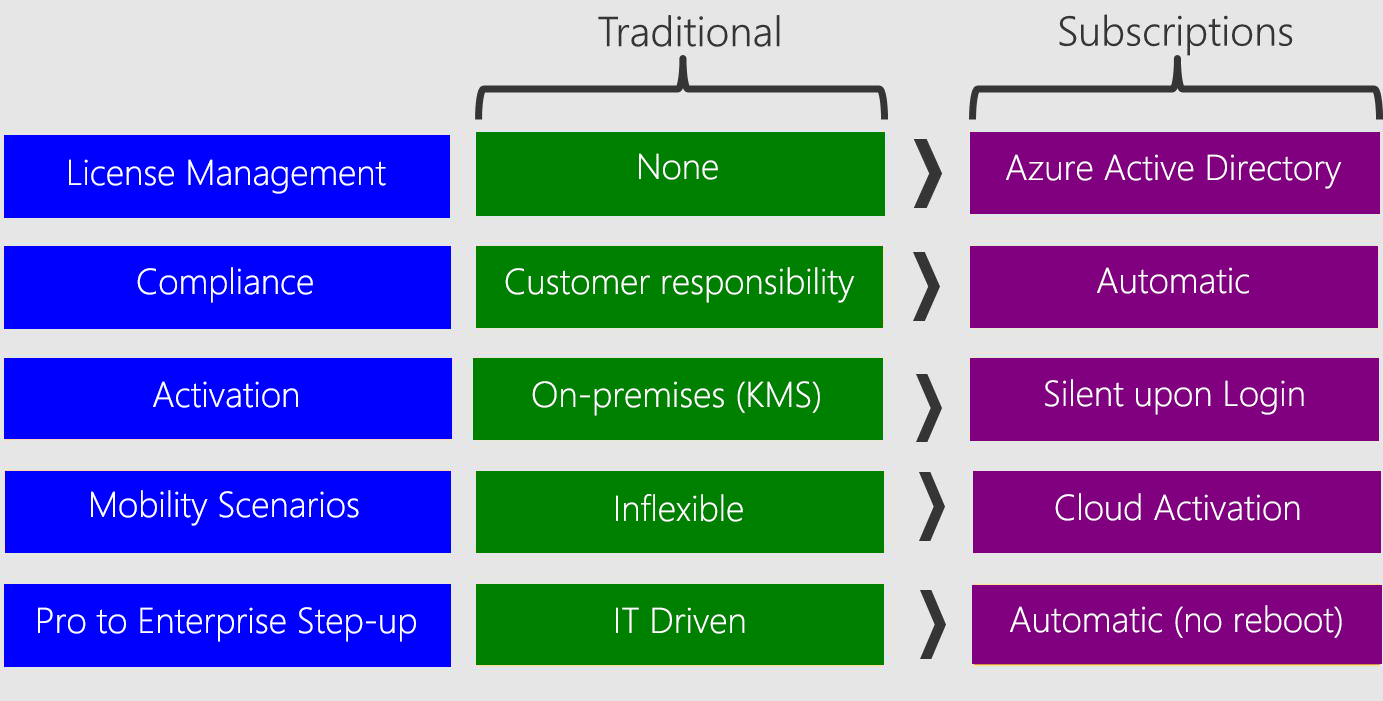 Traditional
Subscriptions
License Management
None
Azure Active Directory
Compliance
Customer responsibility
Automatic
Activation
On-premises (KMS)
Silent upon Login
Mobility Scenarios
Inflexible
Cloud Activation
Pro to Enterprise Step-up
IT Driven
Automatic (no reboot)